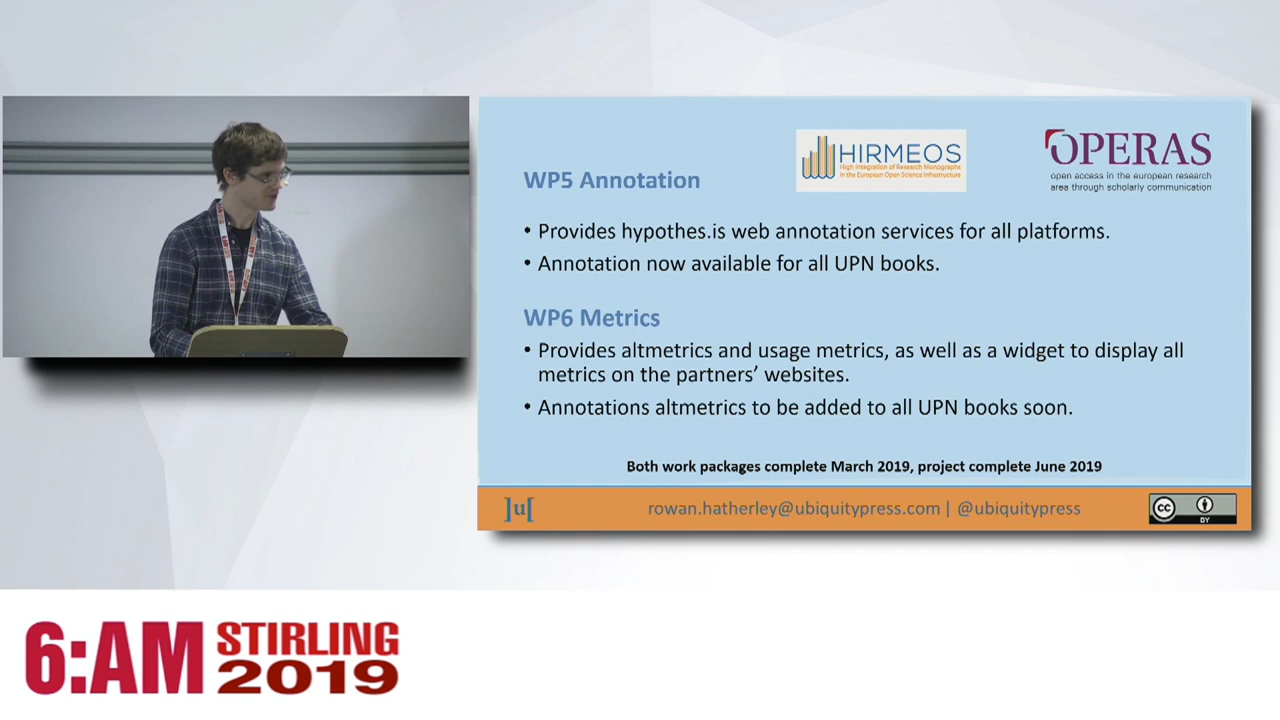 HIRMEOS
High Integration of Research Monographs
in the European Open Science Infrastructure
OPERAS
open access in the european research
area through scholarly communication
WP5 Annotation
• Provides hypothes.is web annotation services for all platforms.
• Annotation now available for all UPN books.
WP6 Metrics
• Provides altmetrics and usage metrics, as well as a widget to display all
metrics on the partners’ websites.
• Annotations altmetrics to be added to all UPN books soon.
Both work packages complete March 2019, project complete June 2019
]u[
rowan.hatherley@ubiquitypress.com | @ubiquitypress
cc
BY
6:AM
STIRLING
2019